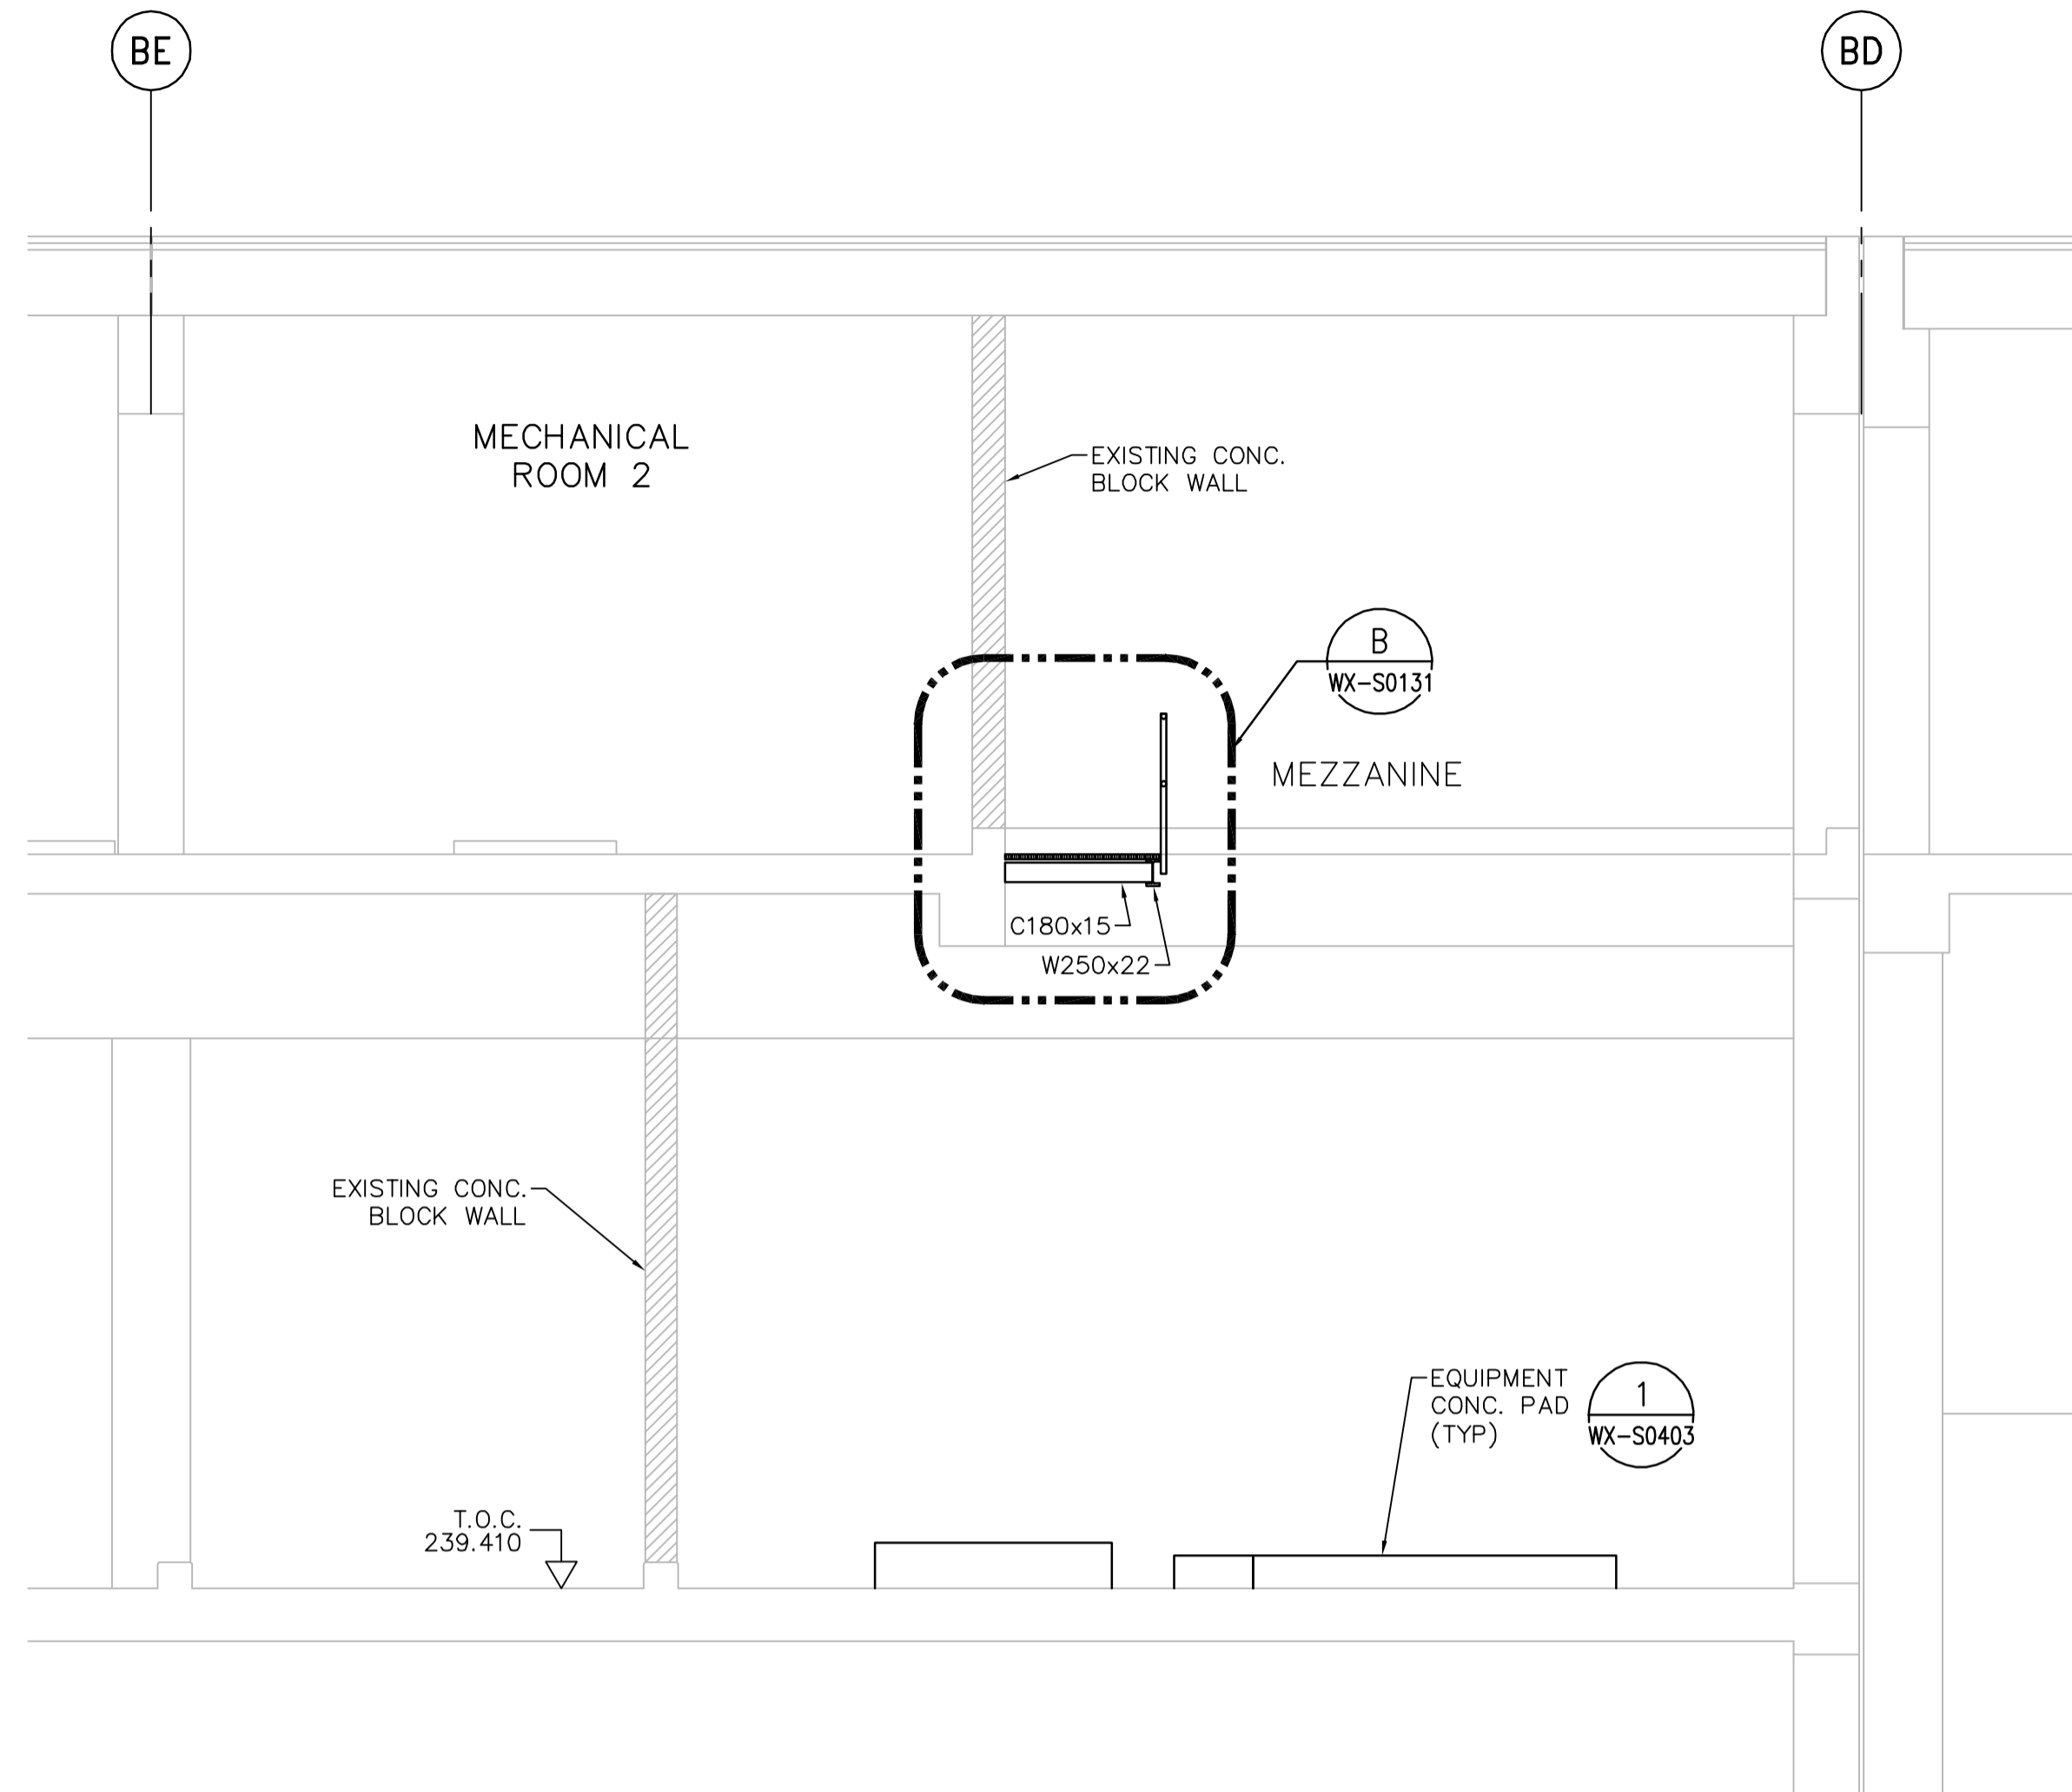 BE
BD
MECHANICAL
ROOM 2
EXISTING CONC.
BLOCK WALL
B
WX-S0131
MEZZANINE
C180x15
W250x22
EXISTING CONC.
BLOCK WALL
EQUIPMENT
CONC. PAD
(TYP)
1
WX-S0403
T.O.C.
239.410